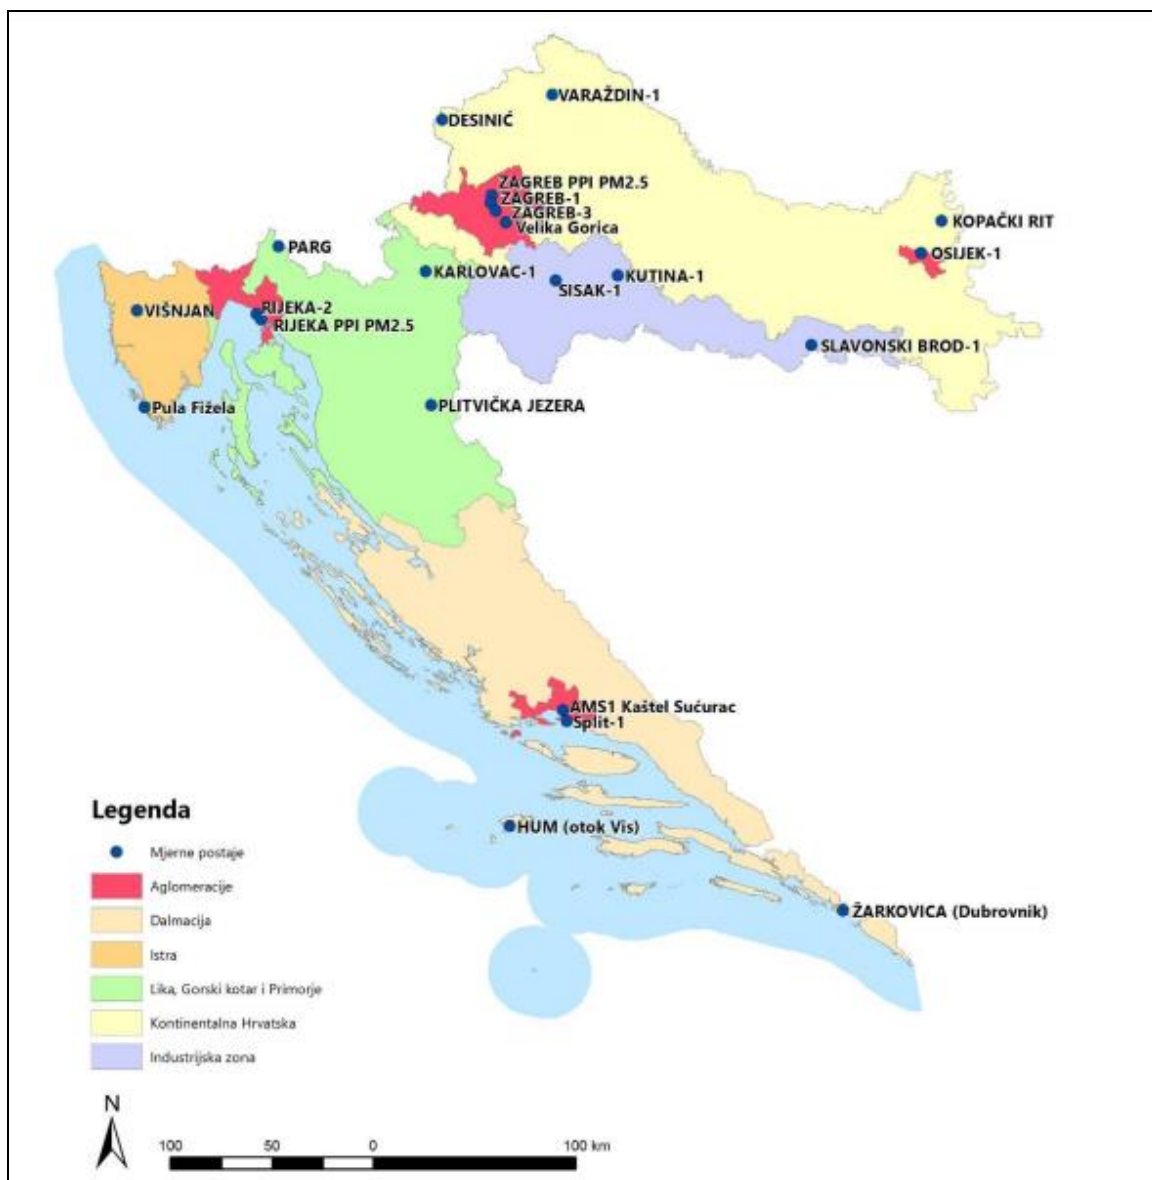 VARAŽDIN-1
DESINIĆ
ZAGREB PPI PM2.5
ZAGREB-1
ZAGREB-3
Velika Gorica
KOPAČKI RIT
PARG
OSIJEK-1
KARLOVAC-1
KUTINA-1
SISAK-1
VIŠNJAN
RIJEKA-2
RIJEKA PPI PM2.5
SLAVONSKI BROD-1
Pula Fižela
PLITVIČKA JEZERA
AMS1 Kaštel Sućurac
Split-1
HUM (otok Vis)
ŽARKOVICA (Dubrovnik)
Legenda
Mjerne postaje
Aglomeracije
Dalmacija
Istra
Lika, Gorski kotar i Primorje
Kontinentalna Hrvatska
Industrijska zona
N
100 50 0 100 km